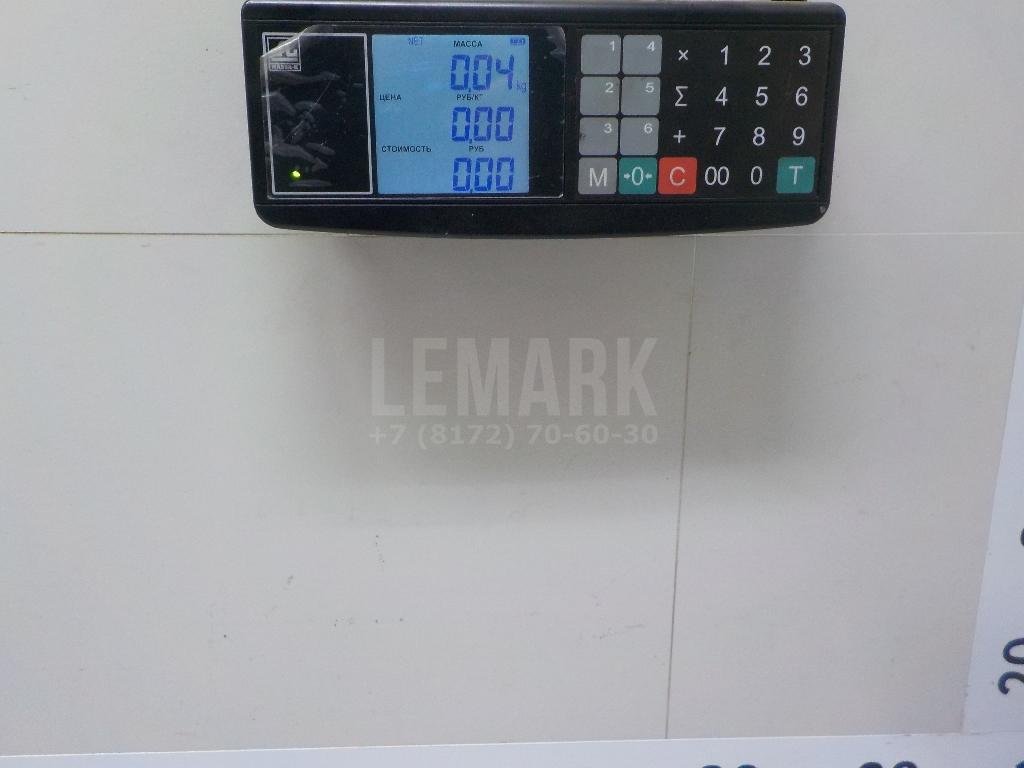 NET МАССА
0,04 kg
ЦЕНА РУБ/КГ
0,00
СТОИМОСТЬ РУБ
0,00
1 4 × 1 2 3
2 5 Σ 4 5 6
3 6 + 7 8 9
M →0← C 00 0 T
LEMARK
+7 (8172) 70-60-30
20